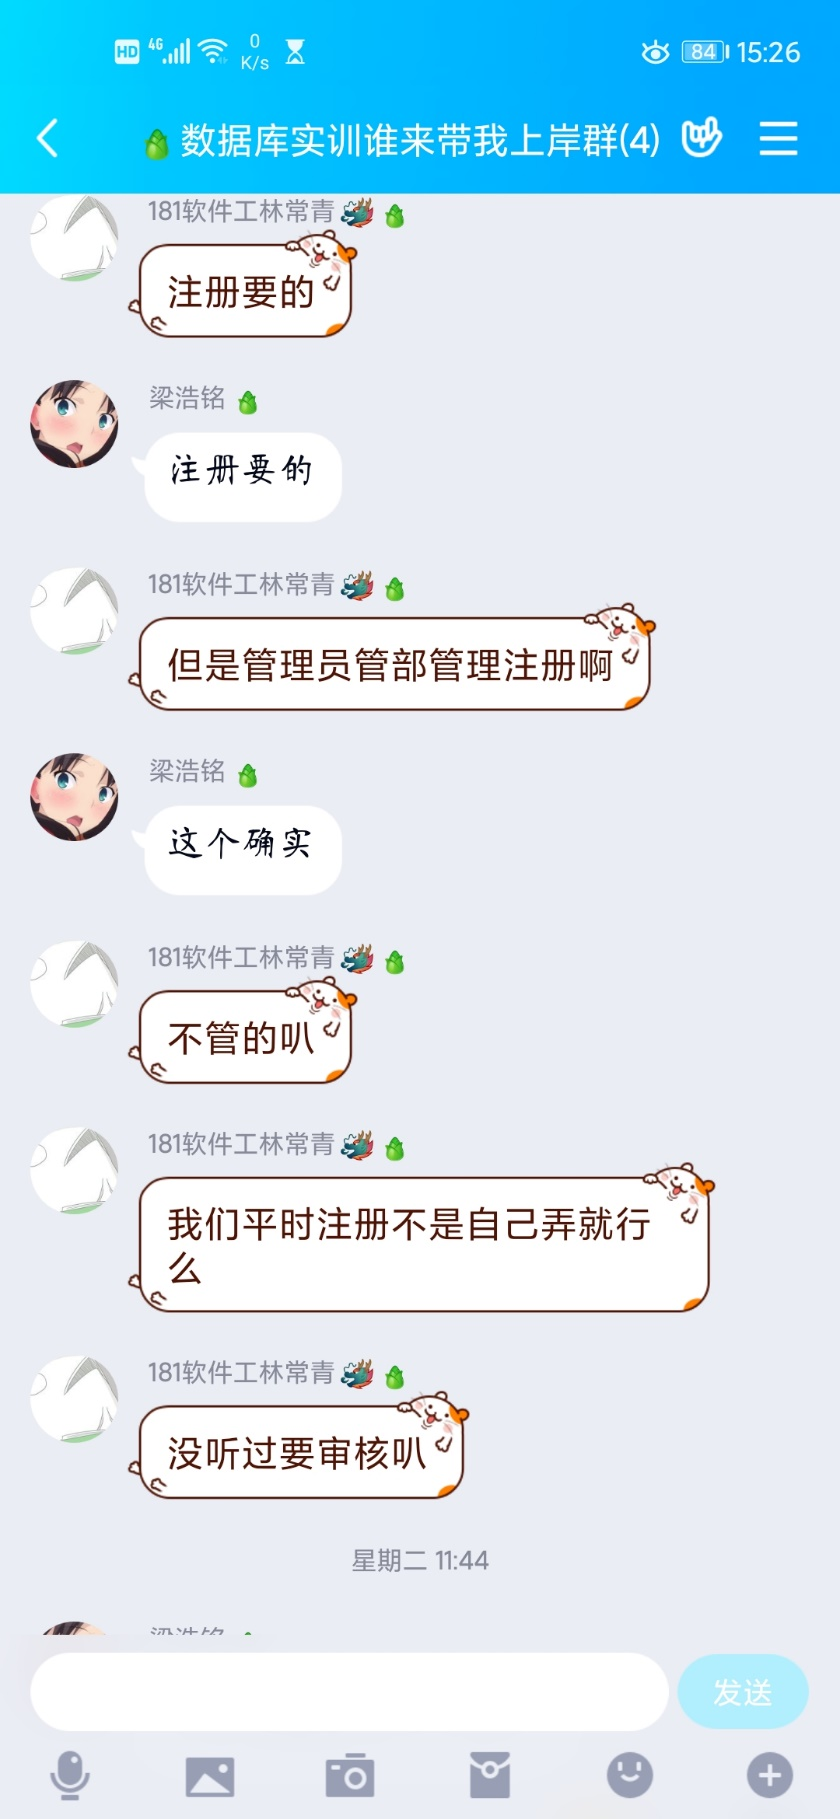 HD 4G 0 K/s 84 15:26
数据库实训谁来带我上岸群(4)
181软件工林常青
注册要的
梁浩铭
注册要的
181软件工林常青
但是管理员管部管理注册啊
梁浩铭
这个确实
181软件工林常青
不管的叭
181软件工林常青
我们平时注册不是自己弄就行
么
181软件工林常青
没听过要审核叭
星期二 11:44
梁浩铭
发送